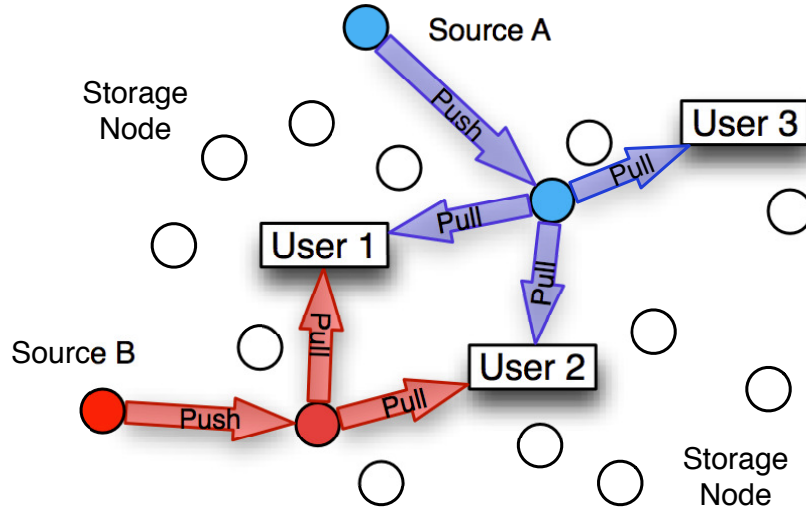 Source A
Storage
Node
Push
User 3
Pull
Pull
User 1
Pull
Pull
Source B
User 2
Push
Pull
Storage
Node